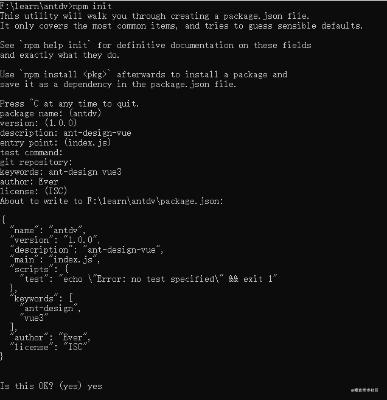 F:\learn\antdv>npm init
This utility will walk you through creating a package.json file.
It only covers the most common items, and tries to guess sensible defaults.
See `npm help init` for definitive documentation on these fields
and exactly what they do.
Use `npm install <pkg>` afterwards to install a package and
save it as a dependency in the package.json file.
Press ^C at any time to quit.
package name: (antdv)
version: (1.0.0)
description: ant-design-vue
entry point: (index.js)
test command:
git repository:
keywords: ant-design vue3
author: Ever
license: (ISC)
About to write to F:\learn\antdv\package.json:
{
  "name": "antdv",
  "version": "1.0.0",
  "description": "ant-design-vue",
  "main": "index.js",
  "scripts": {
    "test": "echo \"Error: no test specified\" && exit 1"
  },
  "keywords": [
    "ant-design",
    "vue3"
  ],
  "author": "Ever",
  "license": "ISC"
}
Is this OK? (yes) yes